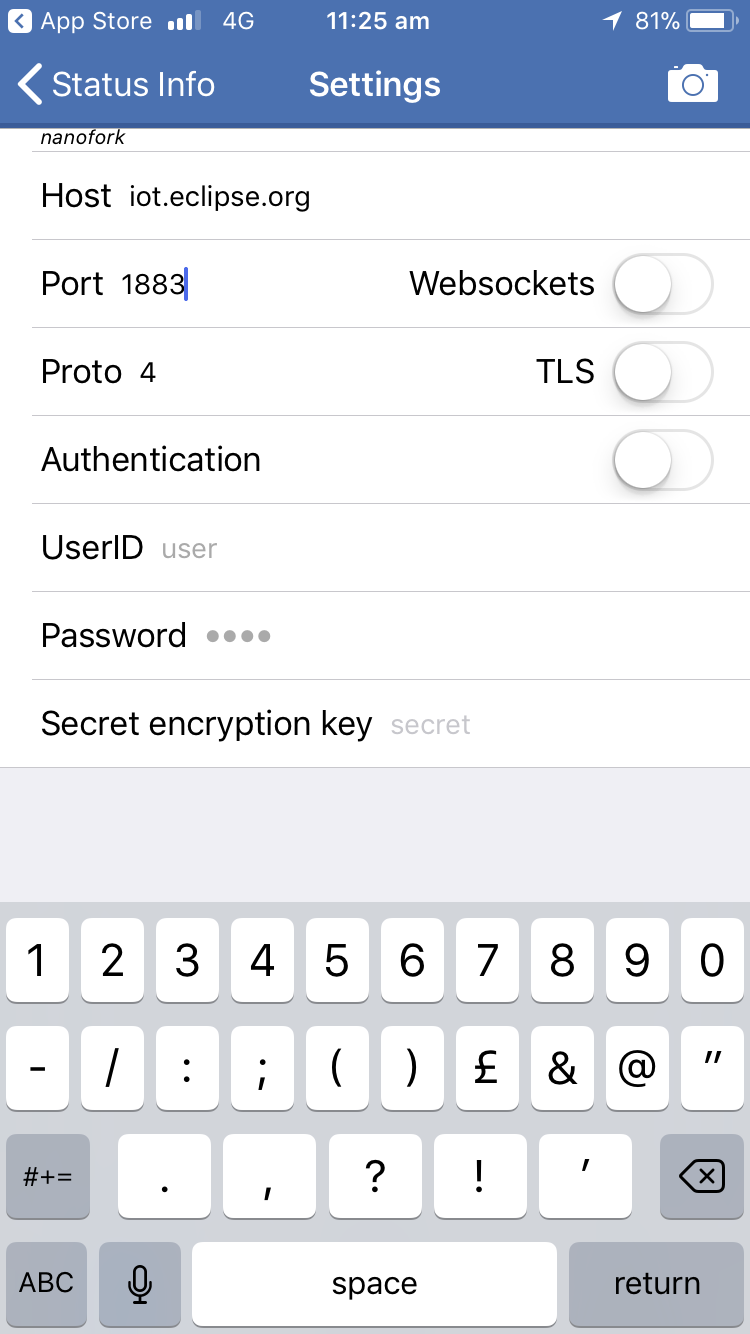 App Store 4G 11:25 am 81%
Status Info Settings
nanofork
Host iot.eclipse.org
Port 1883 Websockets
Proto 4 TLS
Authentication
UserID user
Password ••••
Secret encryption key secret
1 2 3 4 5 6 7 8 9 0
- / : ; ( ) £ & @ "
#+= . , ? ! '
ABC space return